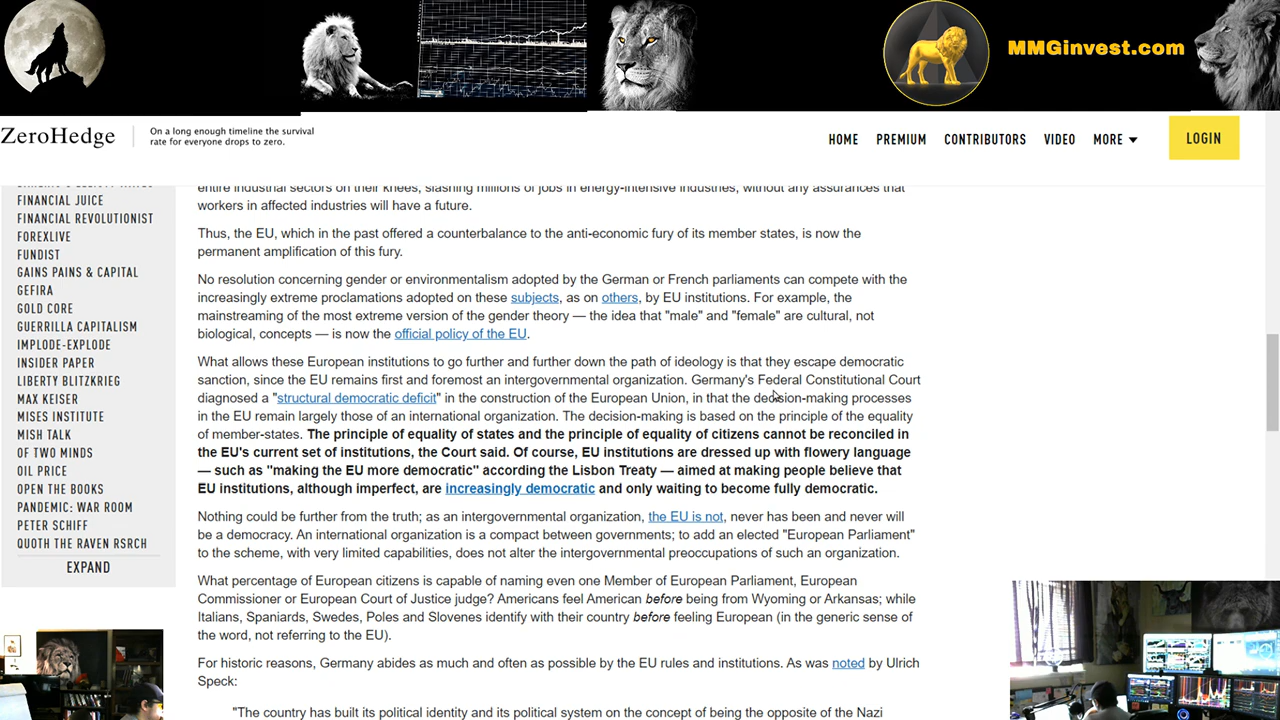 MMGinvest.com
ZeroHedge
On a long enough timeline the survival
rate for everyone drops to zero.
HOME
PREMIUM
CONTRIBUTORS
VIDEO
MORE
LOGIN
FINANCIAL JUICE
FINANCIAL REVOLUTIONIST
FOREXLIVE
FUNDIST
GAINS PAINS & CAPITAL
GEFIRA
GOLD CORE
GUERRILLA CAPITALISM
IMPLODE-EXPLODE
INSIDER PAPER
LIBERTY BLITZKRIEG
MAX KEISER
MISES INSTITUTE
MISH TALK
OF TWO MINDS
OIL PRICE
OPEN THE BOOKS
PANDEMIC: WAR ROOM
PETER SCHIFF
QUOTH THE RAVEN RSRCH
EXPAND
entire industrial sectors on their knees, slashing millions of jobs in energy-intensive industries, without any assurances that
workers in affected industries will have a future.
Thus, the EU, which in the past offered a counterbalance to the anti-economic fury of its member states, is now the
permanent amplification of this fury.
No resolution concerning gender or environmentalism adopted by the German or French parliaments can compete with the
increasingly extreme proclamations adopted on these subjects, as on others, by EU institutions. For example, the
mainstreaming of the most extreme version of the gender theory — the idea that "male" and "female" are cultural, not
biological, concepts — is now the official policy of the EU.
What allows these European institutions to go further and further down the path of ideology is that they escape democratic
sanction, since the EU remains first and foremost an intergovernmental organization. Germany's Federal Constitutional Court
diagnosed a "structural democratic deficit" in the construction of the European Union, in that the decision-making processes
in the EU remain largely those of an international organization. The decision-making is based on the principle of the equality
of member-states. The principle of equality of states and the principle of equality of citizens cannot be reconciled in
the EU's current set of institutions, the Court said. Of course, EU institutions are dressed up with flowery language
— such as "making the EU more democratic" according the Lisbon Treaty — aimed at making people believe that
EU institutions, although imperfect, are increasingly democratic and only waiting to become fully democratic.
Nothing could be further from the truth; as an intergovernmental organization, the EU is not, never has been and never will
be a democracy. An international organization is a compact between governments; to add an elected "European Parliament"
to the scheme, with very limited capabilities, does not alter the intergovernmental preoccupations of such an organization.
What percentage of European citizens is capable of naming even one Member of European Parliament, European
Commissioner or European Court of Justice judge? Americans feel American before being from Wyoming or Arkansas; while
Italians, Spaniards, Swedes, Poles and Slovenes identify with their country before feeling European (in the generic sense of
the word, not referring to the EU).
For historic reasons, Germany abides as much and often as possible by the EU rules and institutions. As was noted by Ulrich
Speck:
"The country has built its political identity and its political system on the concept of being the opposite of the Nazi